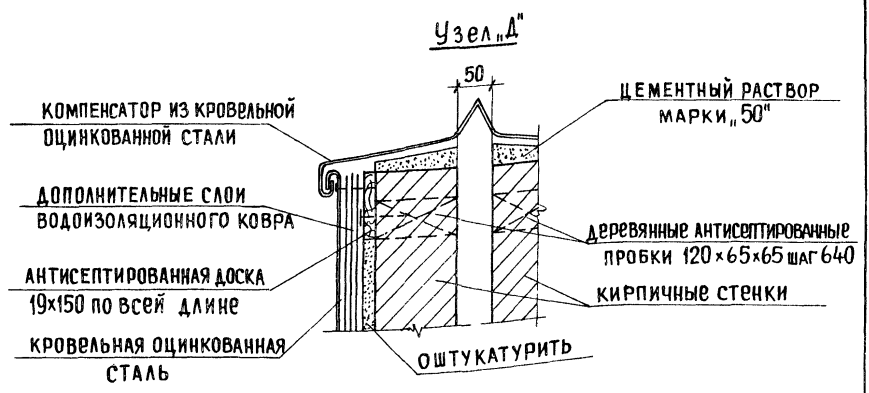 Узел „Д"
50
КОМПЕНСАТОР ИЗ КРОВЕЛЬНОЙ
ОЦИНКОВАННОЙ СТАЛИ
ДОПОЛНИТЕЛЬНЫЕ СЛОИ
ВОДОИЗОЛЯЦИОННОГО КОВРА
АНТИСЕПТИРОВАННАЯ ДОСКА
19×150 ПО ВСЕЙ ДЛИНЕ
КРОВЕЛЬНАЯ ОЦИНКОВАННАЯ
СТАЛЬ
ЦЕМЕНТНЫЙ РАСТВОР
МАРКИ „50"
ДЕРЕВЯННЫЕ АНТИСЕПТИРОВАННЫЕ
ПРОБКИ 120×65×65 ШАГ 640
КИРПИЧНЫЕ СТЕНКИ
ОШТУКАТУРИТЬ